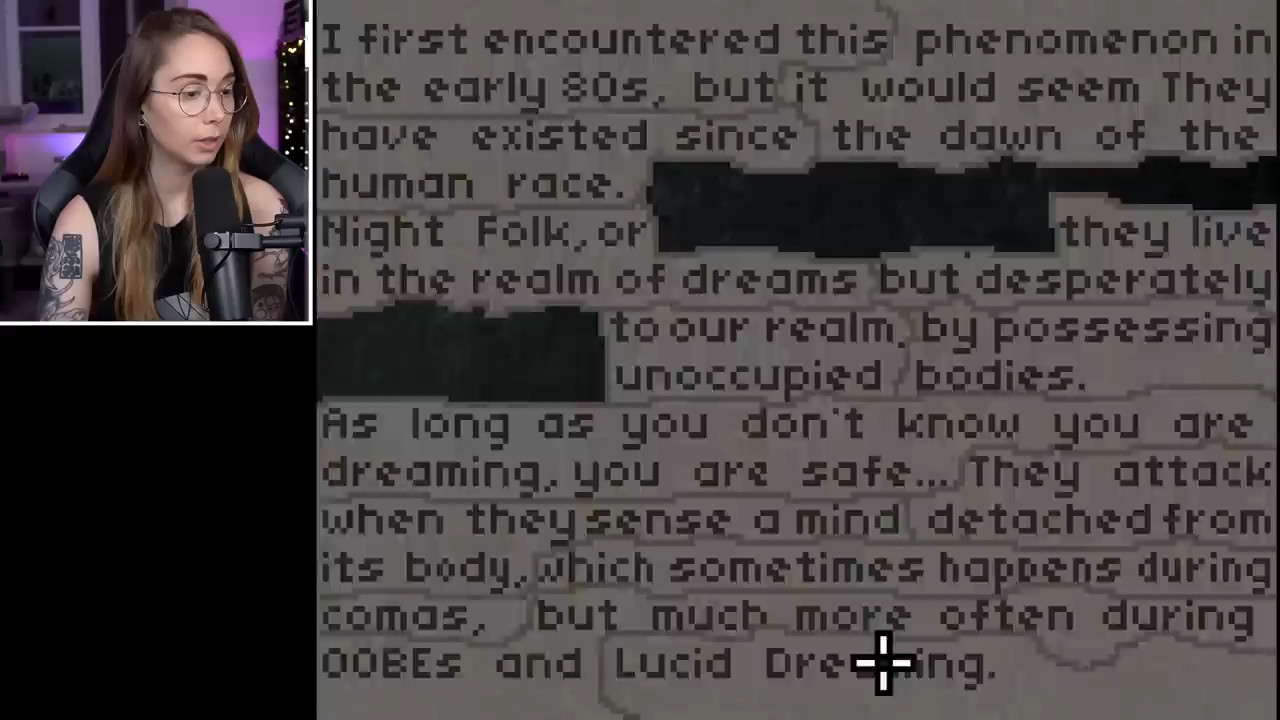 I first encountered this phenomenon in
the early 80s, but it would seem They
have existed since the dawn of the
human race.
Night Folk, or they live
in the realm of dreams but desperately
to our realm, by possessing
unoccupied bodies.
As long as you don't know you are
dreaming, you are safe... They attack
when they sense a mind detached from
its body, which sometimes happens during
comas, but much more often during
OOBEs and Lucid